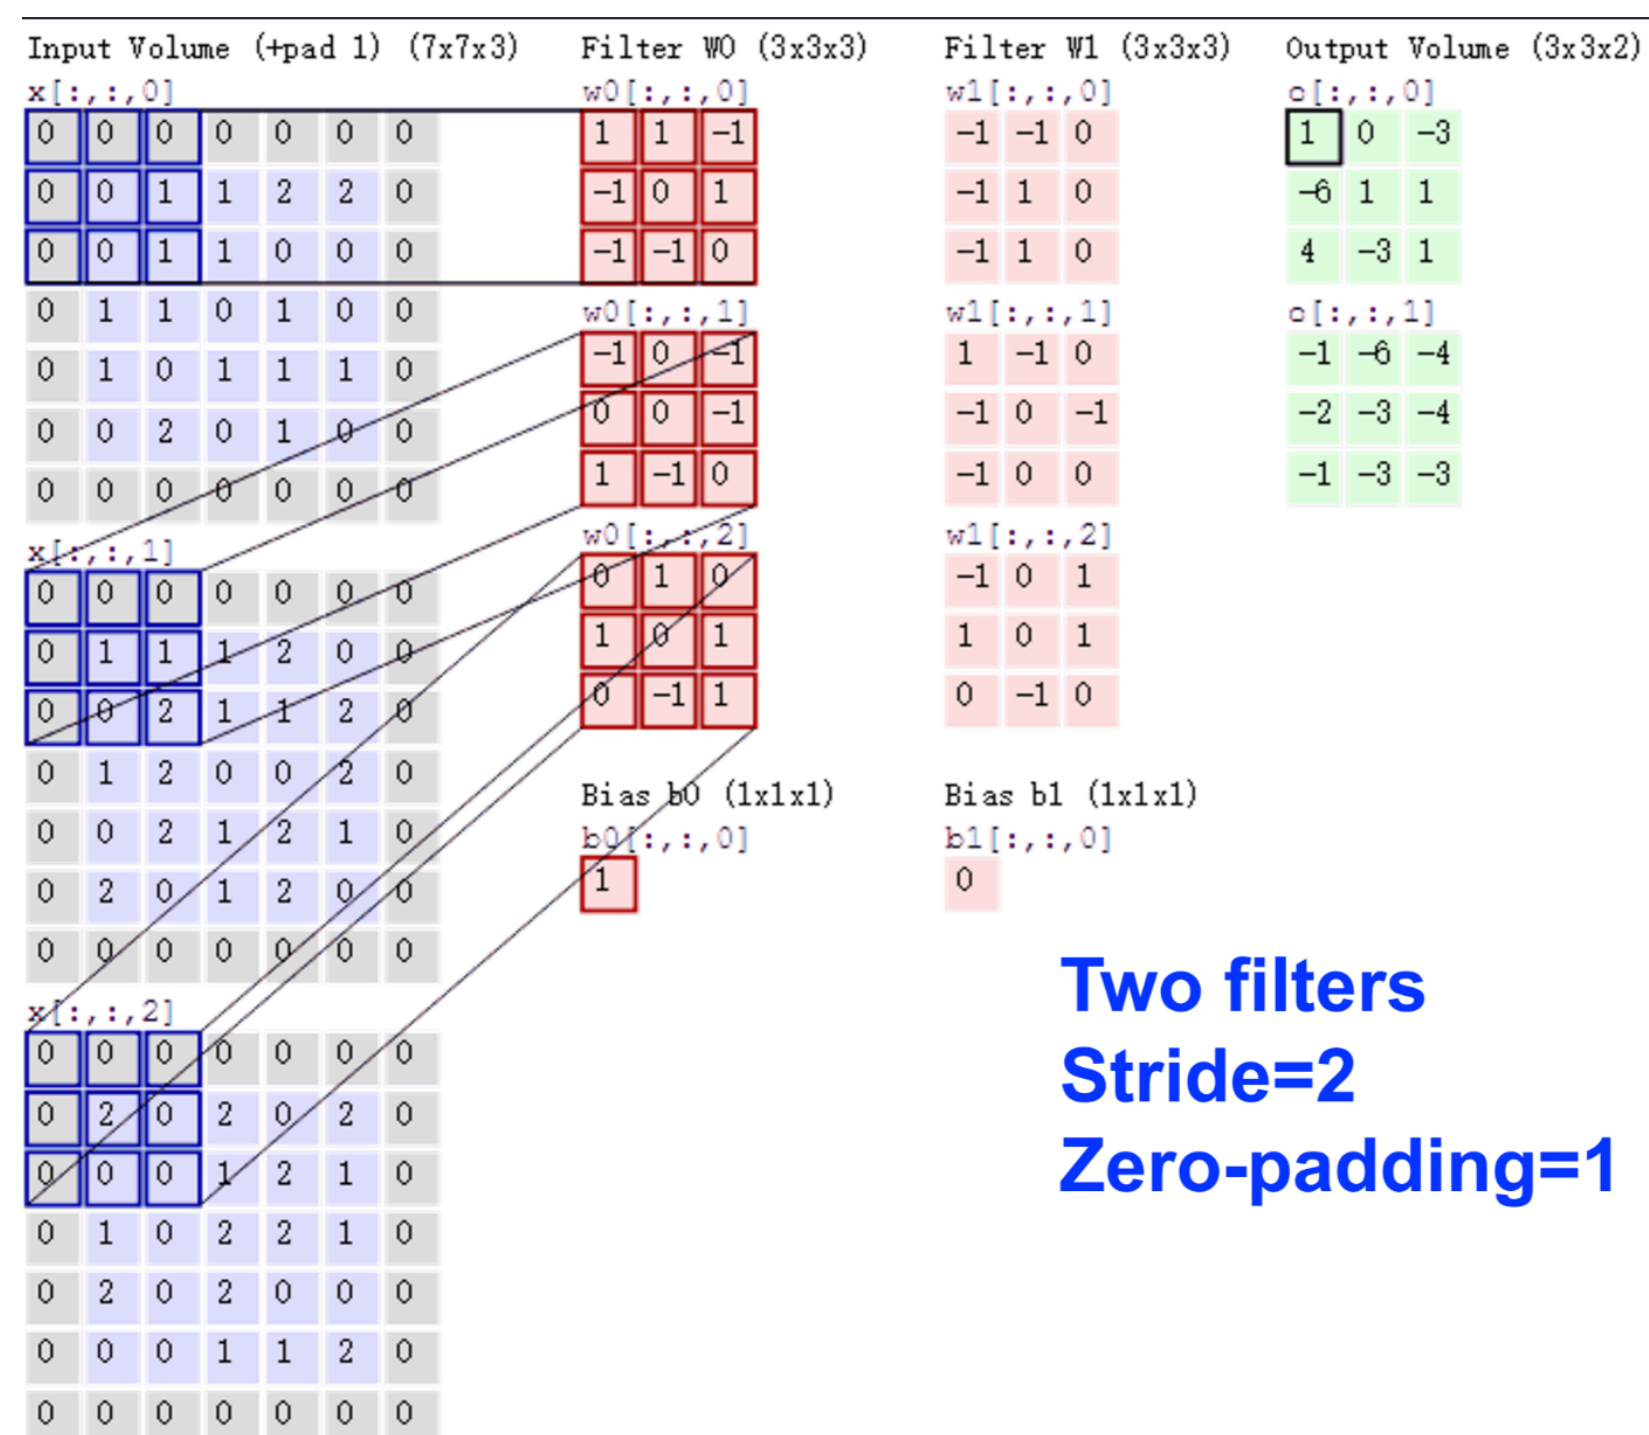 Input Volume (+pad 1) (7x7x3)
x[:,:,0]
0 0 0 0 0 0 0
0 0 1 1 2 2 0
0 0 1 1 0 0 0
0 1 1 0 1 0 0
0 1 0 1 1 1 0
0 0 2 0 1 0 0
0 0 0 0 0 0 0
x[:,:,1]
0 0 0 0 0 0 0
0 1 1 1 2 0 0
0 0 2 1 1 2 0
0 1 2 0 0 2 0
0 0 2 1 2 1 0
0 2 0 1 2 0 0
0 0 0 0 0 0 0
x[:,:,2]
0 0 0 0 0 0 0
0 2 0 2 0 2 0
0 0 0 1 2 1 0
0 1 0 2 2 1 0
0 2 0 2 0 0 0
0 0 0 1 1 2 0
0 0 0 0 0 0 0
Filter W0 (3x3x3)
w0[:,:,0]
1 1 -1
-1 0 1
-1 -1 0
w0[:,:,1]
-1 0 -1
0 0 -1
1 -1 0
w0[:,:,2]
0 1 0
1 0 1
0 -1 1
Bias b0 (1x1x1)
b0[:,:,0]
1
Filter W1 (3x3x3)
w1[:,:,0]
-1 -1 0
-1 1 0
-1 1 0
w1[:,:,1]
1 -1 0
-1 0 -1
-1 0 0
w1[:,:,2]
-1 0 1
1 0 1
0 -1 0
Bias b1 (1x1x1)
b1[:,:,0]
0
Output Volume (3x3x2)
o[:,:,0]
1 0 -3
-6 1 1
4 -3 1
o[:,:,1]
-1 -6 -4
-2 -3 -4
-1 -3 -3
Two filters
Stride=2
Zero-padding=1